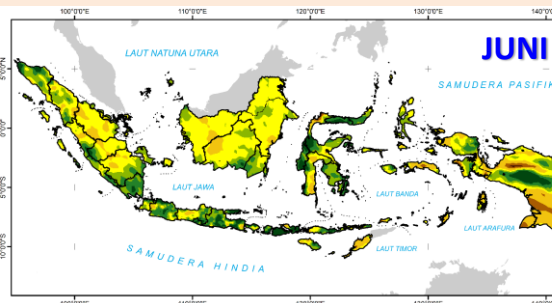 100°0'0"E 110°0'0"E 120°0'0"E 130°0'0"E 140°0'0"
JUNI
LAUT NATUNA UTARA
SAMUDERA PASIFIK
5°0'0"N
0°0'0"
5°0'0"S
10°0'0"S
LAUT JAWA
LAUT BANDA
LAUT ARAFURA
LAUT TIMOR
SAMUDERA HINDIA